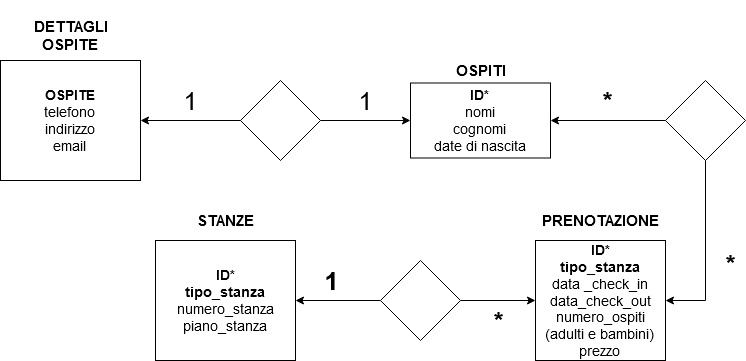 DETTAGLI
OSPITE
OSPITE
telefono
indirizzo
email
1
1
OSPITI
ID*
nomi
cognomi
date di nascita
*
*
STANZE
ID*
tipo_stanza
numero_stanza
piano_stanza
1
*
PRENOTAZIONE
ID*
tipo_stanza
data _check_in
data_check_out
numero_ospiti
(adulti e bambini)
prezzo